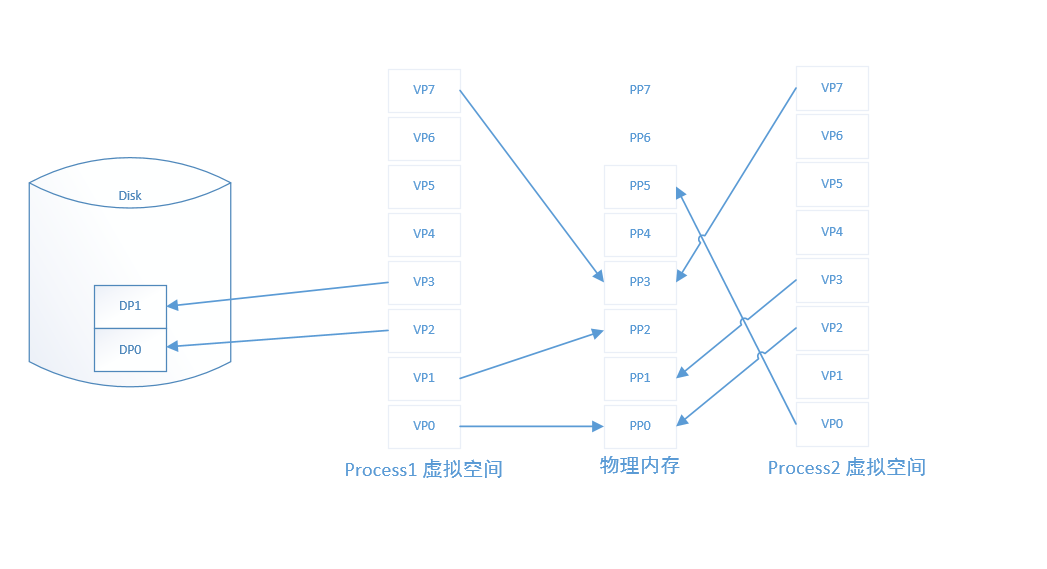 Disk
DP1
DP0
VP7
VP6
VP5
VP4
VP3
VP2
VP1
VP0
Process1 虚拟空间
PP7
PP6
PP5
PP4
PP3
PP2
PP1
PP0
物理内存
VP7
VP6
VP5
VP4
VP3
VP2
VP1
VP0
Process2 虚拟空间